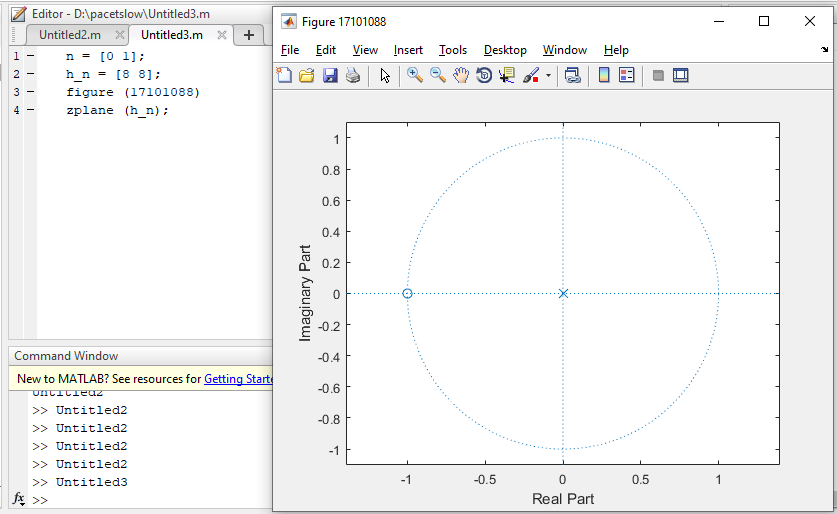 Editor - D:\pacetslow\Untitled3.m
Untitled2.m × Untitled3.m × +
1 – n = [0 1];
2 – h_n = [8 8];
3 – figure (17101088)
4 – zplane (h_n);
Command Window
New to MATLAB? See resources for Getting Starte
Untitled2
>> Untitled2
>> Untitled2
>> Untitled2
>> Untitled2
>> Untitled3
fx >>
Figure 17101088
File Edit View Insert Tools Desktop Window Help
1
0.8
0.6
0.4
0.2
0
-0.2
-0.4
-0.6
-0.8
-1
Imaginary Part
-1 -0.5 0 0.5 1
Real Part